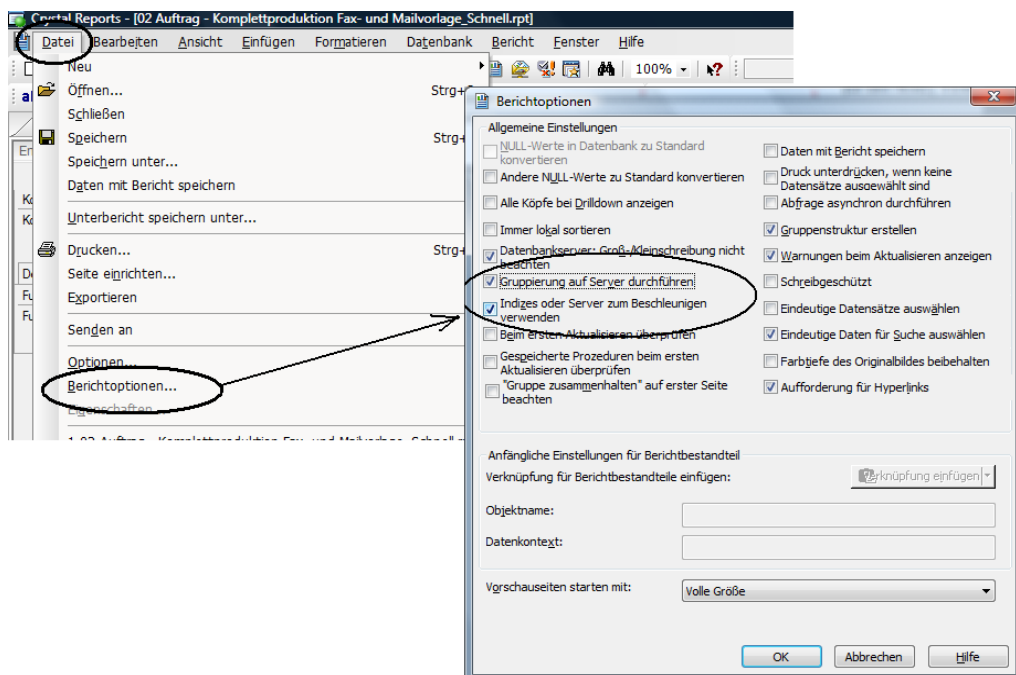 Crystal Reports - [02 Auftrag - Komplettproduktion Fax- und Mailvorlage_Schnell.rpt]
Datei Bearbeiten Ansicht Einfügen Formatieren Datenbank Bericht Fenster Hilfe
100%
Neu
Öffnen... Strg+
Schließen
Speichern Strg+
Speichern unter...
Daten mit Bericht speichern
Unterbericht speichern unter...
Drucken... Strg+
Seite einrichten...
Exportieren
Senden an
Optionen...
Berichtoptionen...
Eigenschaften
Berichtoptionen
Allgemeine Einstellungen
NULL-Werte in Datenbank zu Standard
konvertieren
Andere NULL-Werte zu Standard konvertieren
Alle Köpfe bei Drilldown anzeigen
Immer lokal sortieren
Datenbankserver: Groß-/Kleinschreibung nicht
beachten
Gruppierung auf Server durchführen
Indizes oder Server zum Beschleunigen
verwenden
Beim ersten Aktualisieren überprüfen
Gespeicherte Prozeduren beim ersten
Aktualisieren überprüfen
"Gruppe zusammenhalten" auf erster Seite
beachten
Daten mit Bericht speichern
Druck unterdrücken, wenn keine
Datensätze ausgewählt sind
Abfrage asynchron durchführen
Gruppenstruktur erstellen
Warnungen beim Aktualisieren anzeigen
Schreibgeschützt
Eindeutige Datensätze auswählen
Eindeutige Daten für Suche auswählen
Farbtiefe des Originalbildes beibehalten
Aufforderung für Hyperlinks
Anfängliche Einstellungen für Berichtbestandteil
Verknüpfung für Berichtbestandteile einfügen: einfügen
Objektname:
Datenkontext:
Vorschauseiten starten mit: Volle Größe
OK Abbrechen Hilfe